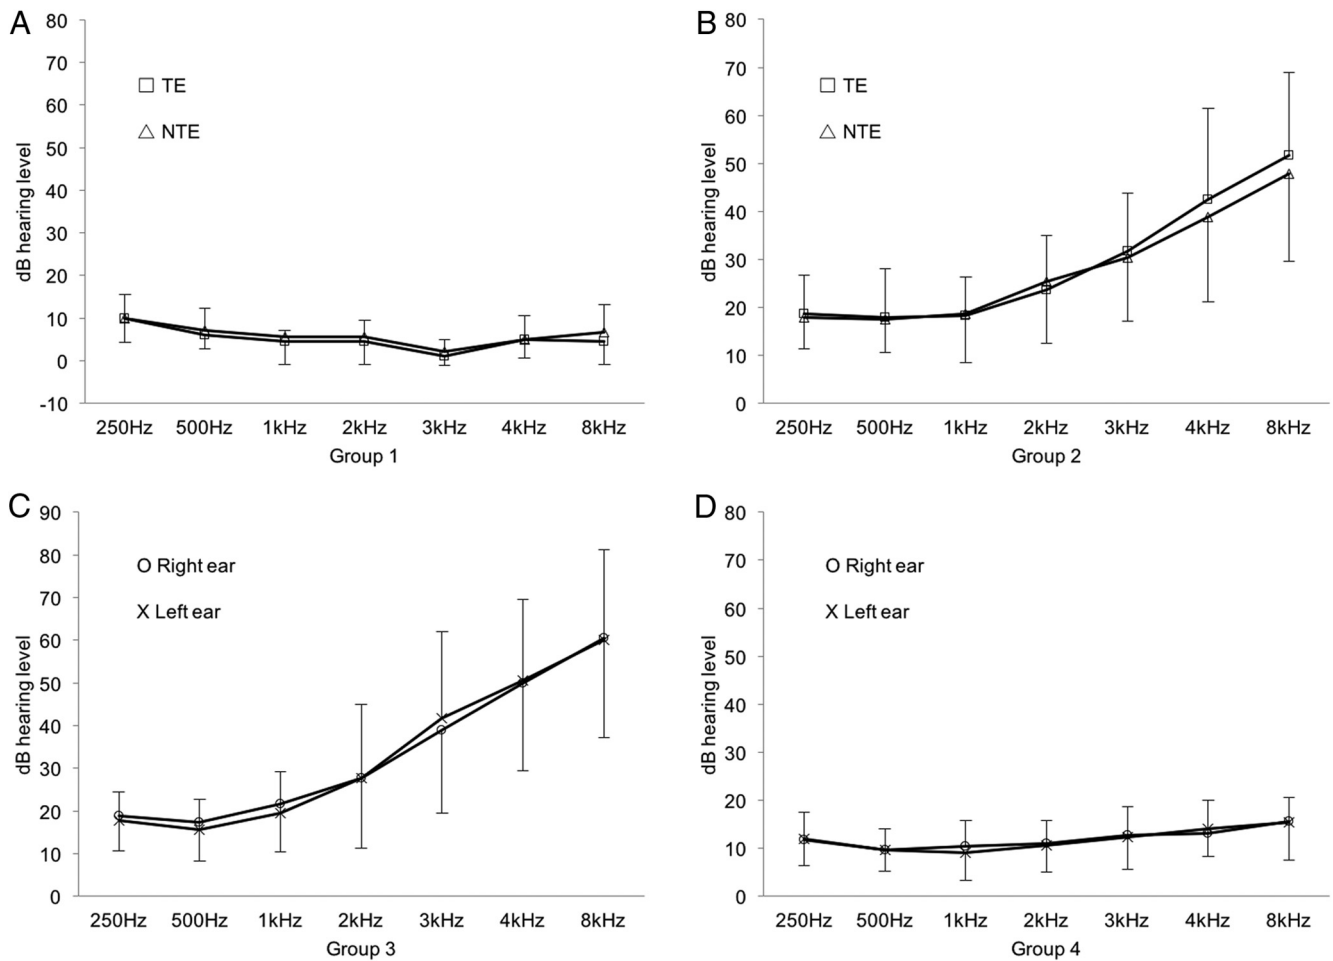 A
80
70
60
50
40
30
20
10
0
-10
dB hearing level
TE
NTE
250Hz 500Hz 1kHz 2kHz 3kHz 4kHz 8kHz
Group 1
B
80
70
60
50
40
30
20
10
0
dB hearing level
TE
NTE
250Hz 500Hz 1kHz 2kHz 3kHz 4kHz 8kHz
Group 2
C
90
80
70
60
50
40
30
20
10
0
dB hearing level
O Right ear
X Left ear
250Hz 500Hz 1kHz 2kHz 3kHz 4kHz 8kHz
Group 3
D
80
70
60
50
40
30
20
10
0
dB hearing level
O Right ear
X Left ear
250Hz 500Hz 1kHz 2kHz 3kHz 4kHz 8kHz
Group 4